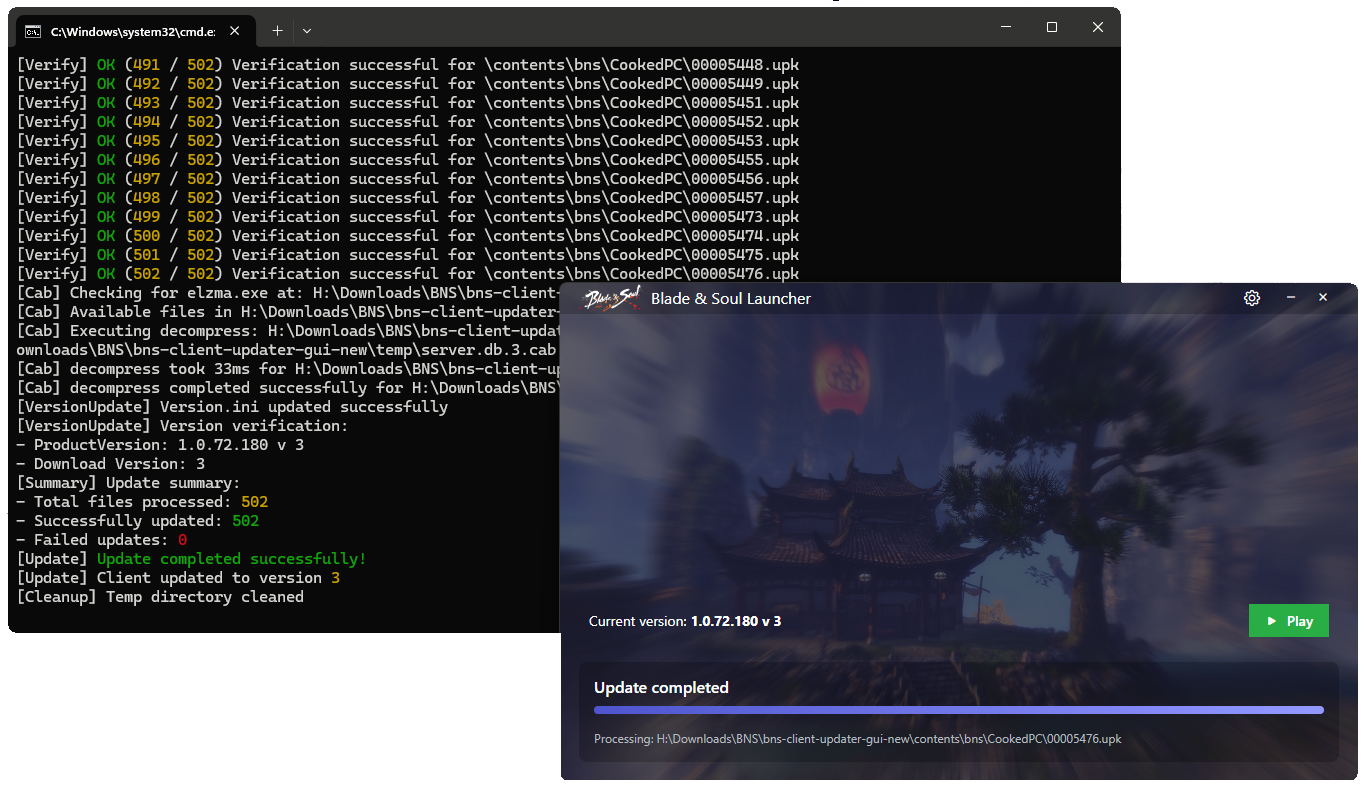 C:\Windows\system32\cmd.e:
[Verify] OK (491 / 502) Verification successful for \contents\bns\CookedPC\00005448.upk
[Verify] OK (492 / 502) Verification successful for \contents\bns\CookedPC\00005449.upk
[Verify] OK (493 / 502) Verification successful for \contents\bns\CookedPC\00005451.upk
[Verify] OK (494 / 502) Verification successful for \contents\bns\CookedPC\00005452.upk
[Verify] OK (495 / 502) Verification successful for \contents\bns\CookedPC\00005453.upk
[Verify] OK (496 / 502) Verification successful for \contents\bns\CookedPC\00005455.upk
[Verify] OK (497 / 502) Verification successful for \contents\bns\CookedPC\00005456.upk
[Verify] OK (498 / 502) Verification successful for \contents\bns\CookedPC\00005457.upk
[Verify] OK (499 / 502) Verification successful for \contents\bns\CookedPC\00005473.upk
[Verify] OK (500 / 502) Verification successful for \contents\bns\CookedPC\00005474.upk
[Verify] OK (501 / 502) Verification successful for \contents\bns\CookedPC\00005475.upk
[Verify] OK (502 / 502) Verification successful for \contents\bns\CookedPC\00005476.upk
[Cab] Checking for elzma.exe at: H:\Downloads\BNS\bns-client-
[Cab] Available files in H:\Downloads\BNS\bns-client-updater-
[Cab] Executing decompress: H:\Downloads\BNS\bns-client-updat
ownloads\BNS\bns-client-updater-gui-new\temp\server.db.3.cab
[Cab] decompress took 33ms for H:\Downloads\BNS\bns-client-up
[Cab] decompress completed successfully for H:\Downloads\BNS\
[VersionUpdate] Version.ini updated successfully
[VersionUpdate] Version verification:
- ProductVersion: 1.0.72.180 v 3
- Download Version: 3
[Summary] Update summary:
- Total files processed: 502
- Successfully updated: 502
- Failed updates: 0
[Update] Update completed successfully!
[Update] Client updated to version 3
[Cleanup] Temp directory cleaned
Blade & Soul Blade & Soul Launcher
Current version: 1.0.72.180 v 3
Play
Update completed
Processing: H:\Downloads\BNS\bns-client-updater-gui-new\contents\bns\CookedPC\00005476.upk